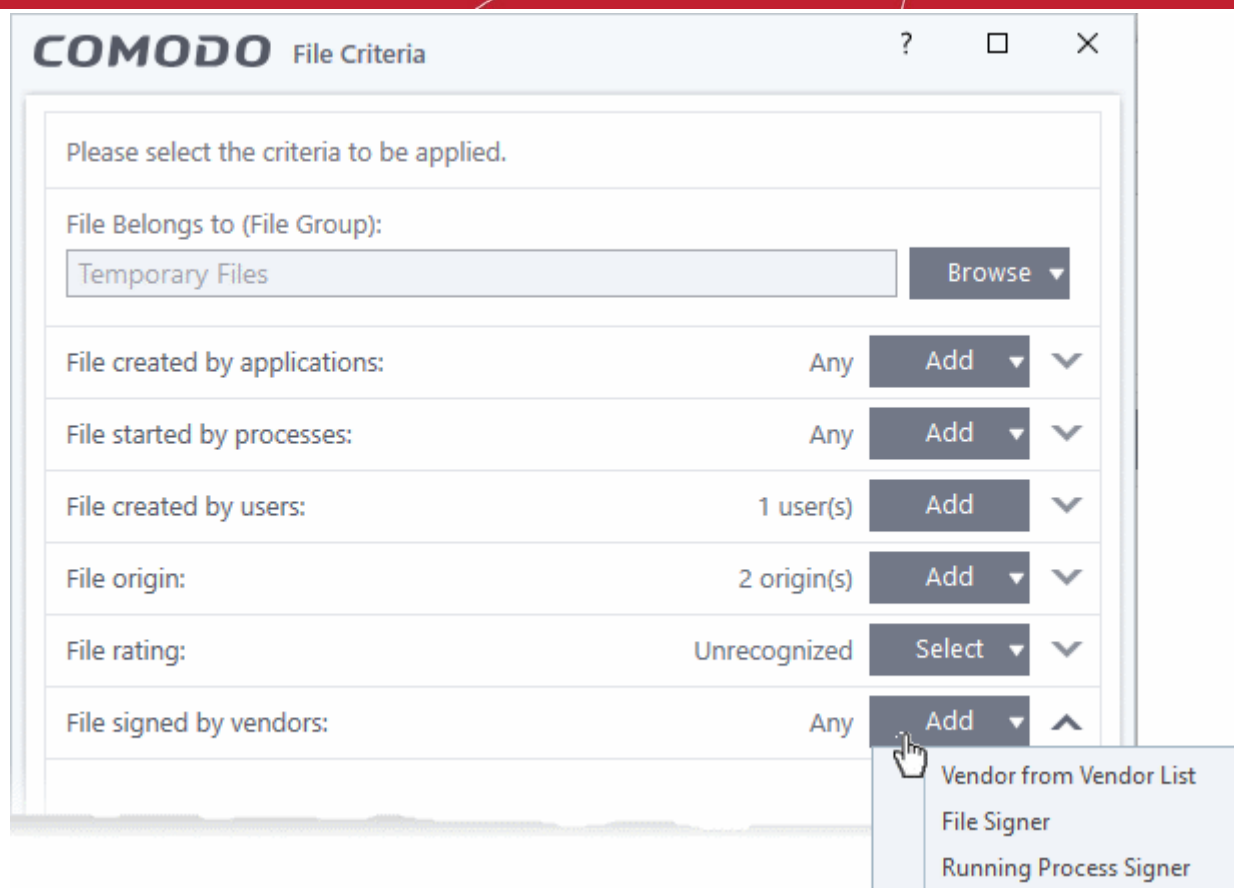 COMODO File Criteria ?
Please select the criteria to be applied.
File Belongs to (File Group):
Temporary Files Browse
File created by applications: Any Add
File started by processes: Any Add
File created by users: 1 user(s) Add
File origin: 2 origin(s) Add
File rating: Unrecognized Select
File signed by vendors: Any Add
Vendor from Vendor List
File Signer
Running Process Signer